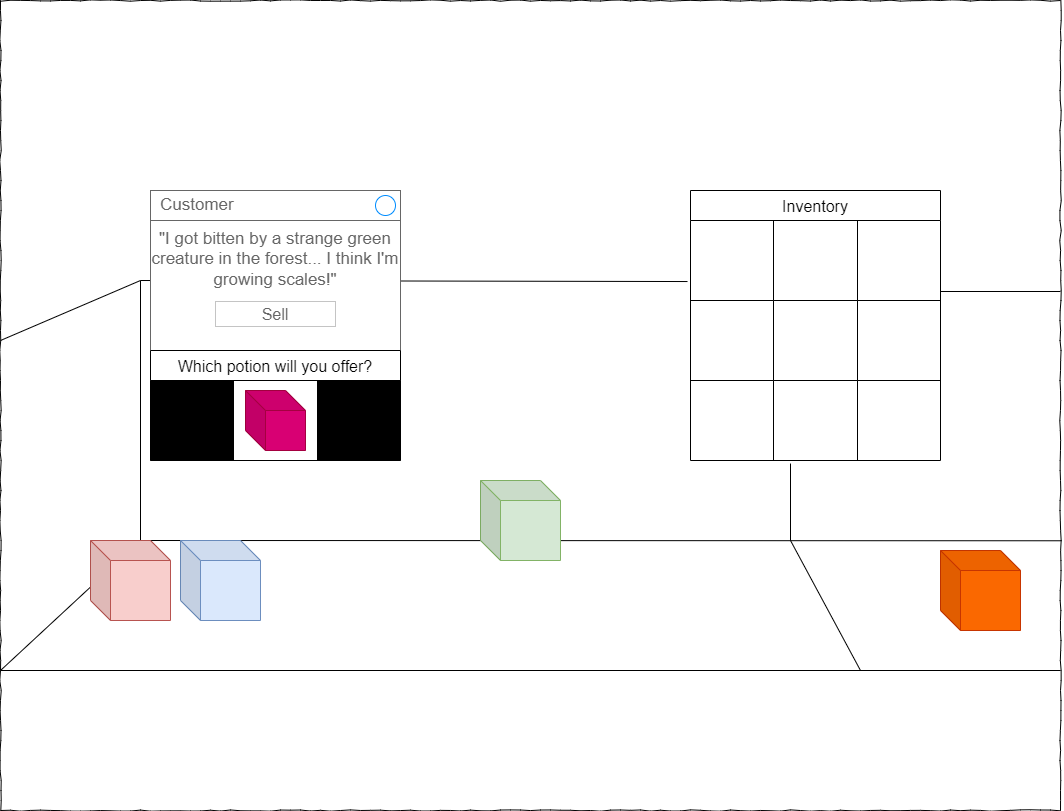 Customer
"I got bitten by a strange green
creature in the forest... I think I'm
growing scales!"
Sell
Which potion will you offer?
Inventory